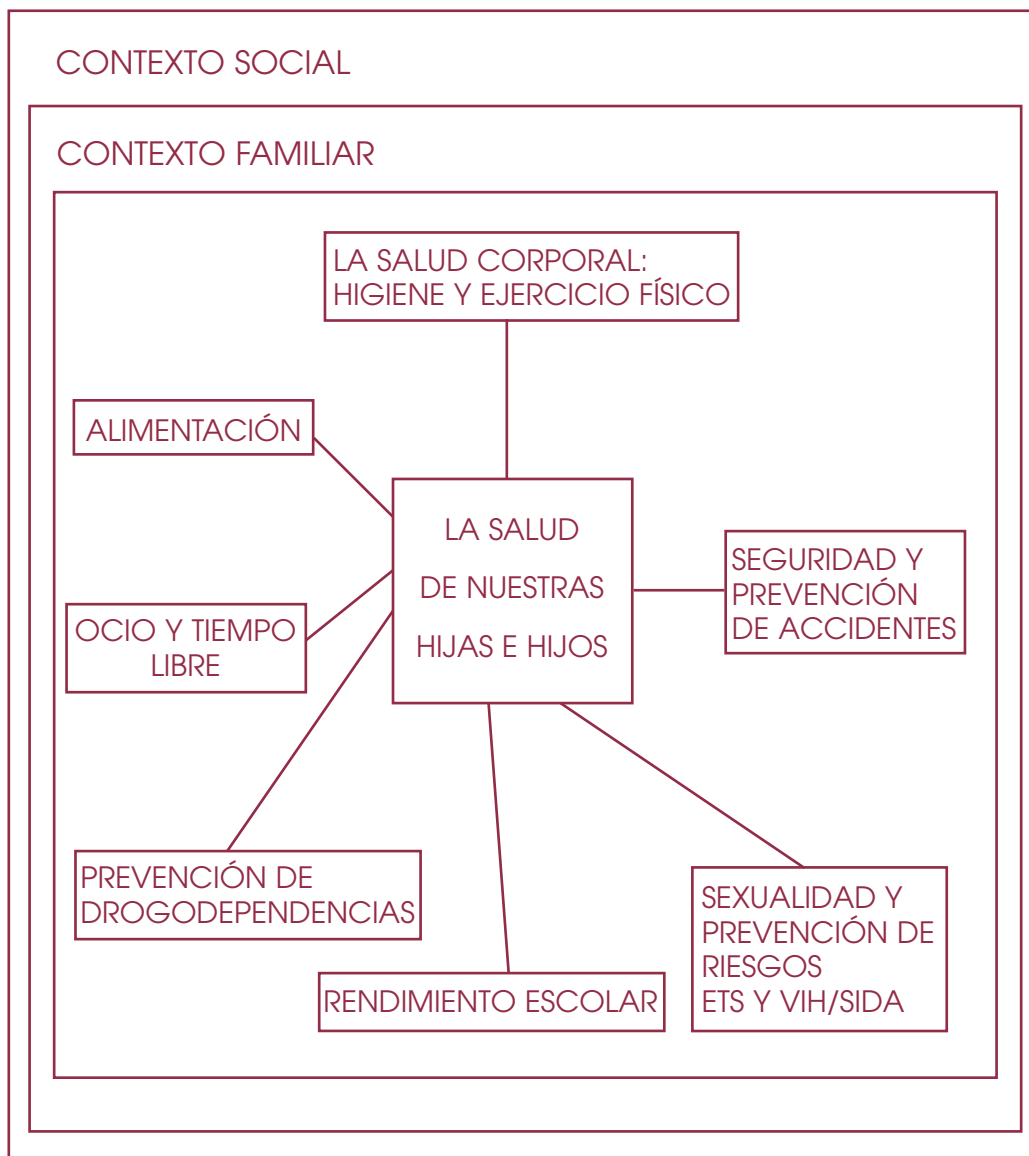 CONTEXTO SOCIAL
CONTEXTO FAMILIAR
LA SALUD CORPORAL:
HIGIENE Y EJERCICIO FÍSICO
ALIMENTACIÓN
LA SALUD
DE NUESTRAS
HIJAS E HIJOS
SEGURIDAD Y
PREVENCIÓN
DE ACCIDENTES
OCIO Y TIEMPO
LIBRE
PREVENCIÓN DE
DROGODEPENDENCIAS
RENDIMIENTO ESCOLAR
SEXUALIDAD Y
PREVENCIÓN DE
RIESGOS
ETS Y VIH/SIDA